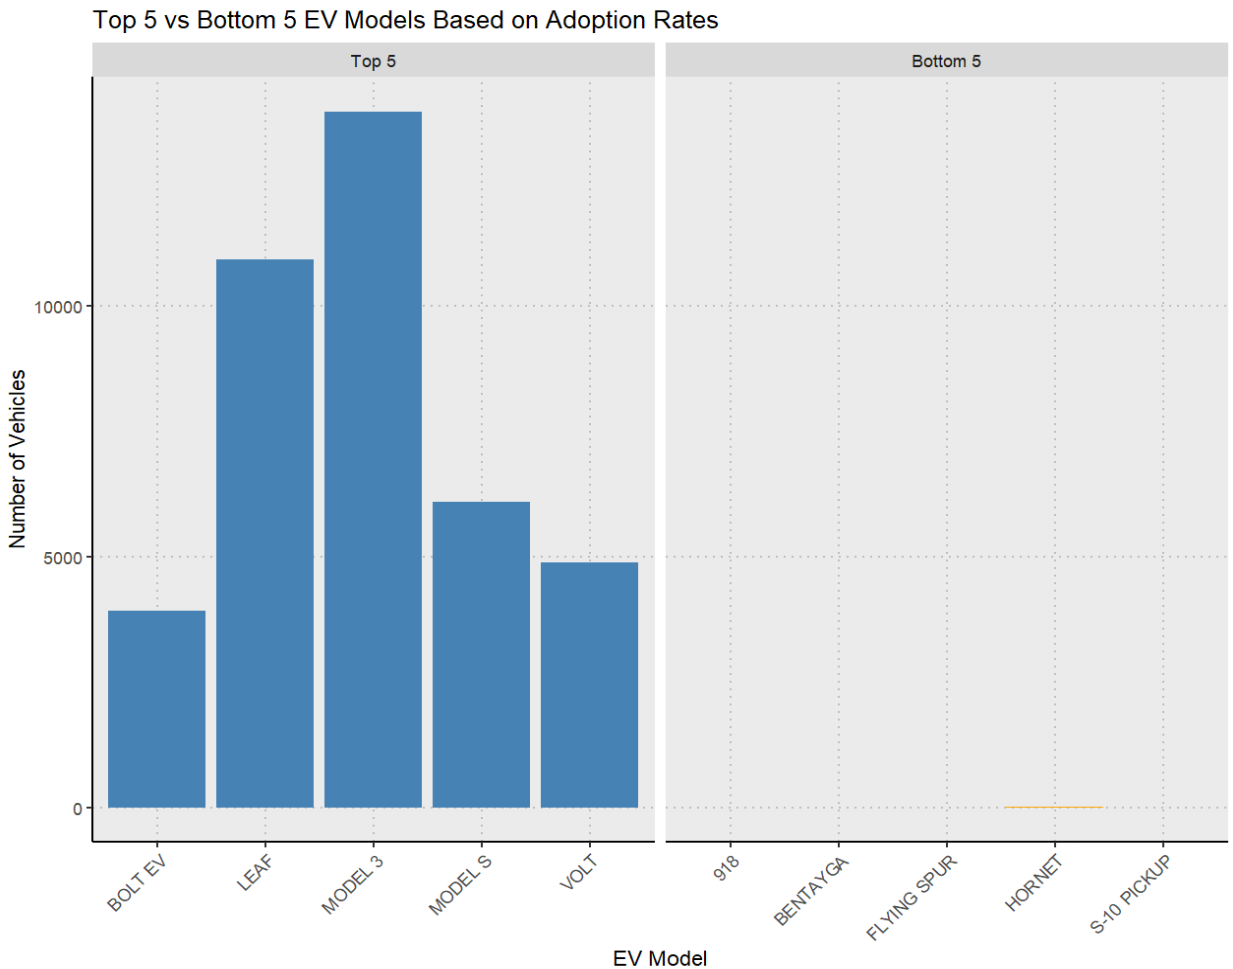 Top 5 vs Bottom 5 EV Models Based on Adoption Rates
Top 5
Bottom 5
Number of Vehicles
10000
5000
0
BOLT EV
LEAF
MODEL 3
MODEL S
VOLT
918
BENTAYGA
FLYING SPUR
HORNET
S-10 PICKUP
EV Model